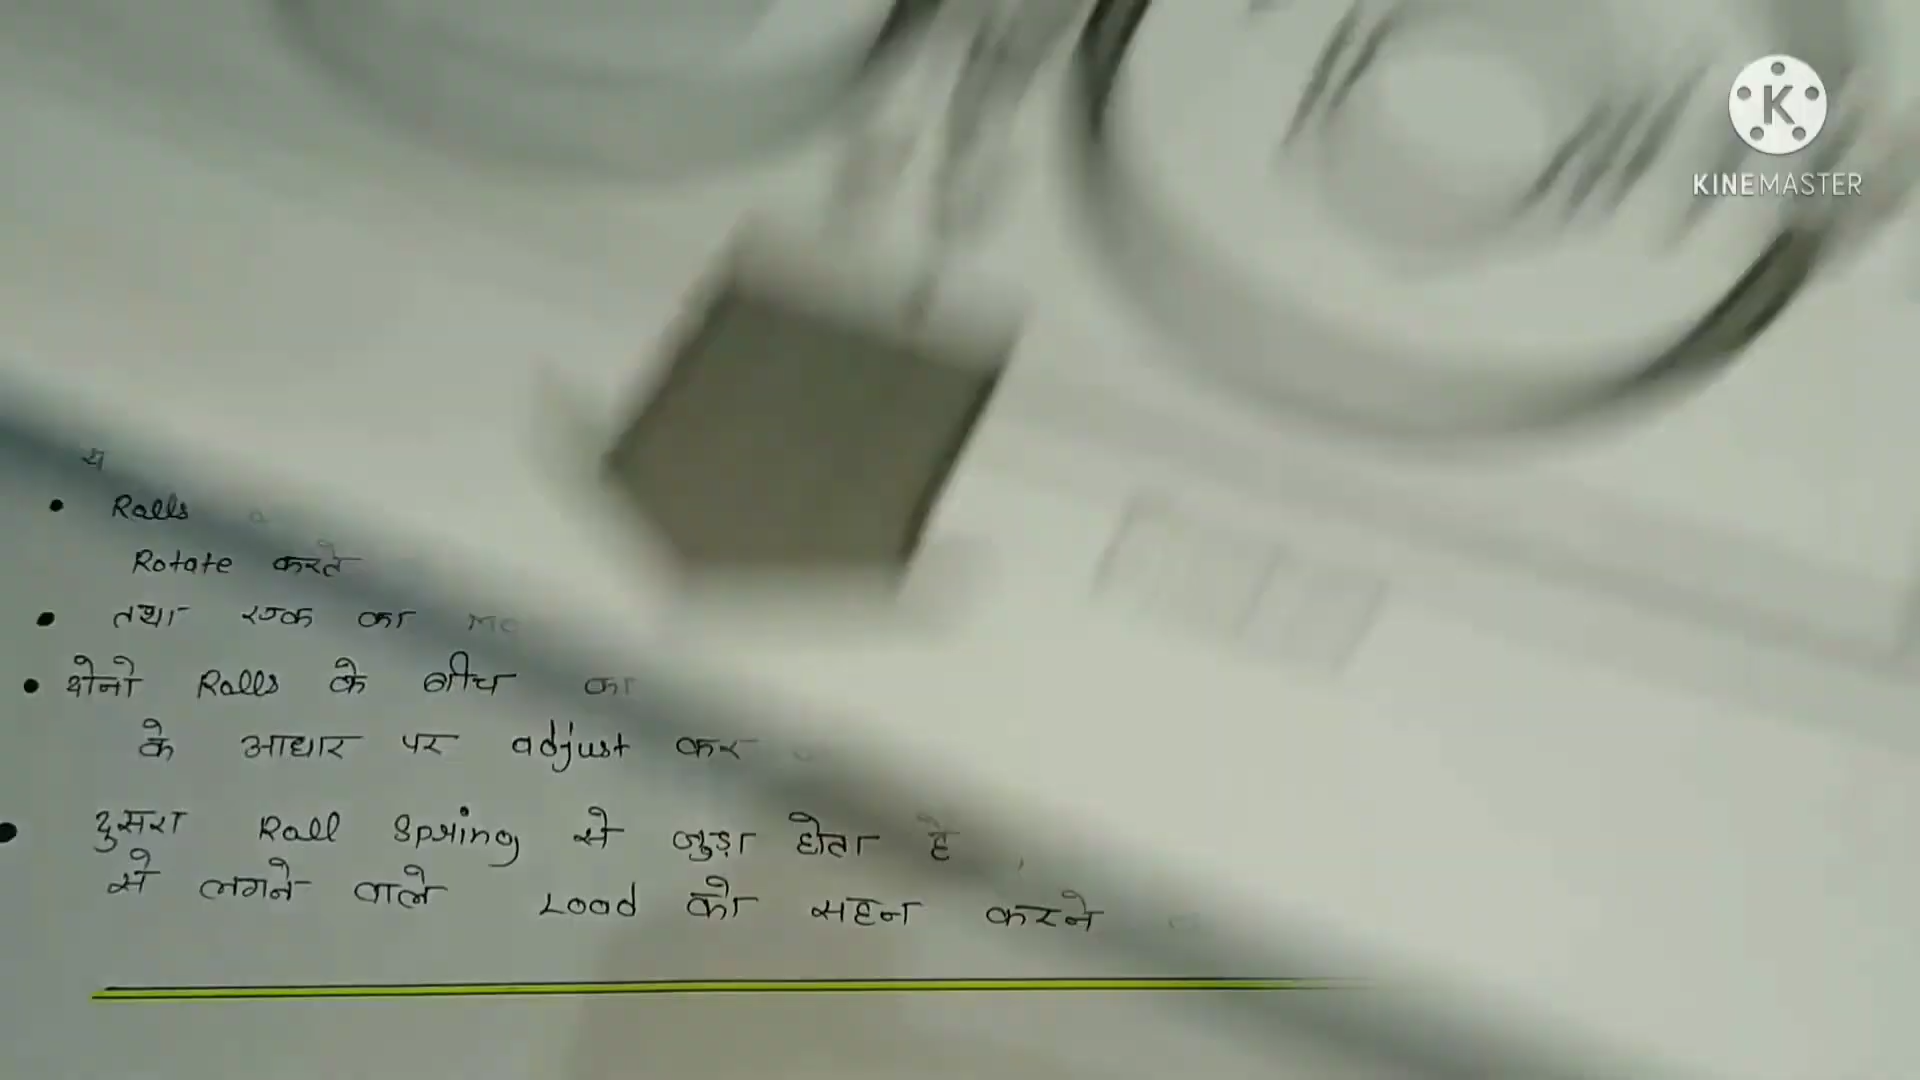 KINEMASTER
Rolls
Rotate करते
तथा एक का
दोनो Rolls के बीच का
के आधार पर adjust कर
दुसरा Roll Spring से जुड़ा होता है
से लगने वाले Load को सहन करने